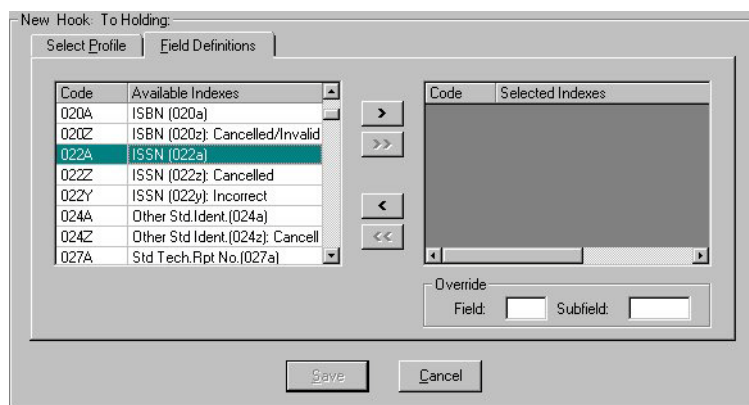 New Hook: To Holding:
Select Profile Field Definitions
Code Available Indexes
020A ISBN (020a)
020Z ISBN (020z): Cancelled/Invalid
022A ISSN (022a)
022Z ISSN (022z): Cancelled
022Y ISSN (022y): Incorrect
024A Other Std.Ident.(024a)
024Z Other Std Ident.(024z): Cancell
027A Std Tech.Rpt No.(027a)
>
>>
<
<<
Code Selected Indexes
Override
Field: Subfield:
Save Cancel